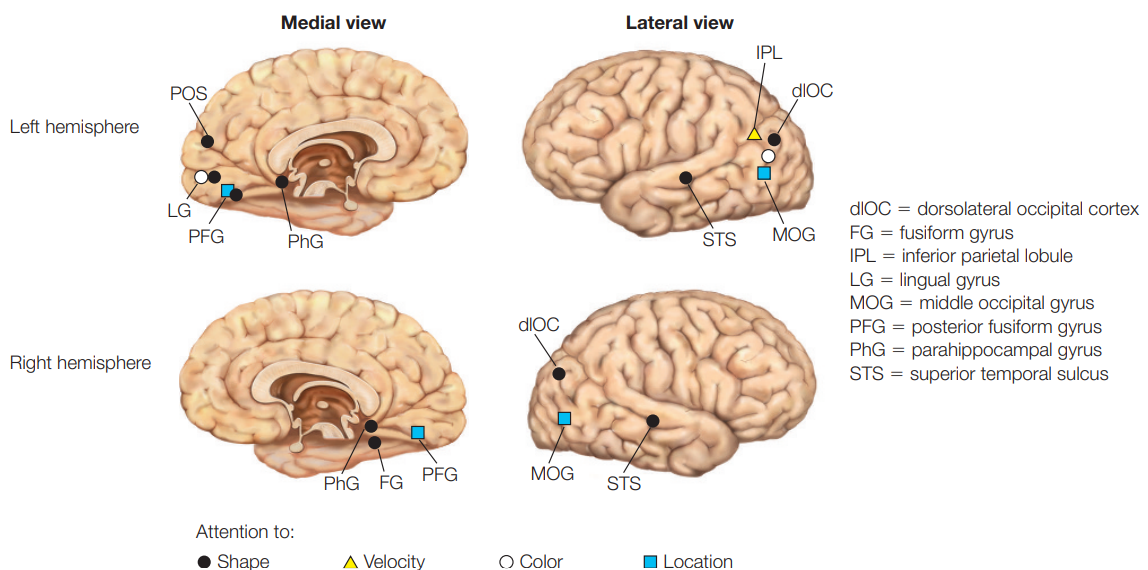 Medial view
Lateral view
Left hemisphere
POS
LG
PFG
PhG
IPL
dlOC
STS
MOG
dlOC = dorsolateral occipital cortex
FG = fusiform gyrus
IPL = inferior parietal lobule
LG = lingual gyrus
MOG = middle occipital gyrus
PFG = posterior fusiform gyrus
PhG = parahippocampal gyrus
STS = superior temporal sulcus
Right hemisphere
PhG
FG
PFG
dlOC
MOG
STS
Attention to:
Shape
Velocity
Color
Location